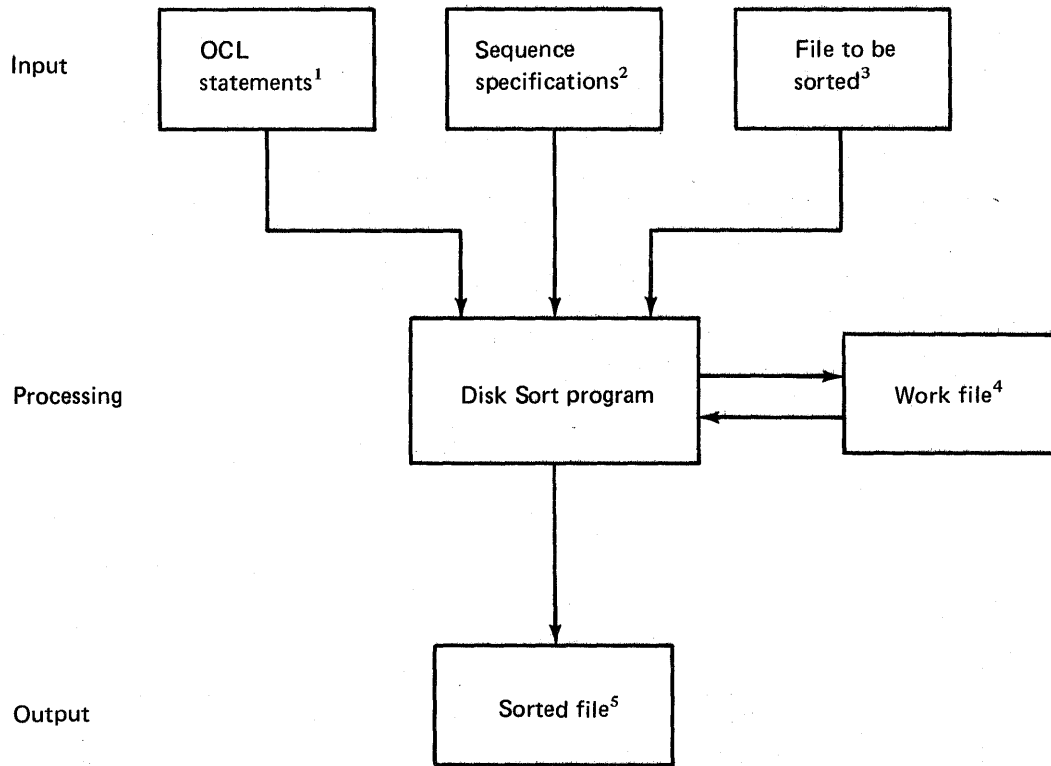 Input
OCL
statements¹
Sequence
specifications²
File to be
sorted³
Processing
Disk Sort program
Work file⁴
Output
Sorted file⁵